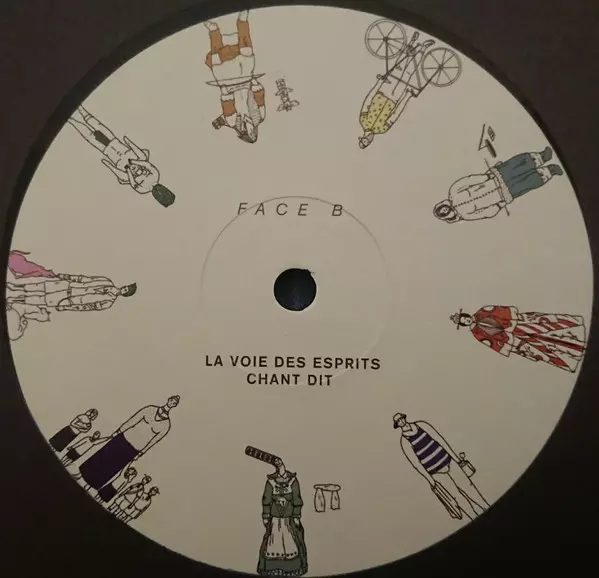 FACE B
LA VOIE DES ESPRITS
CHANT DIT